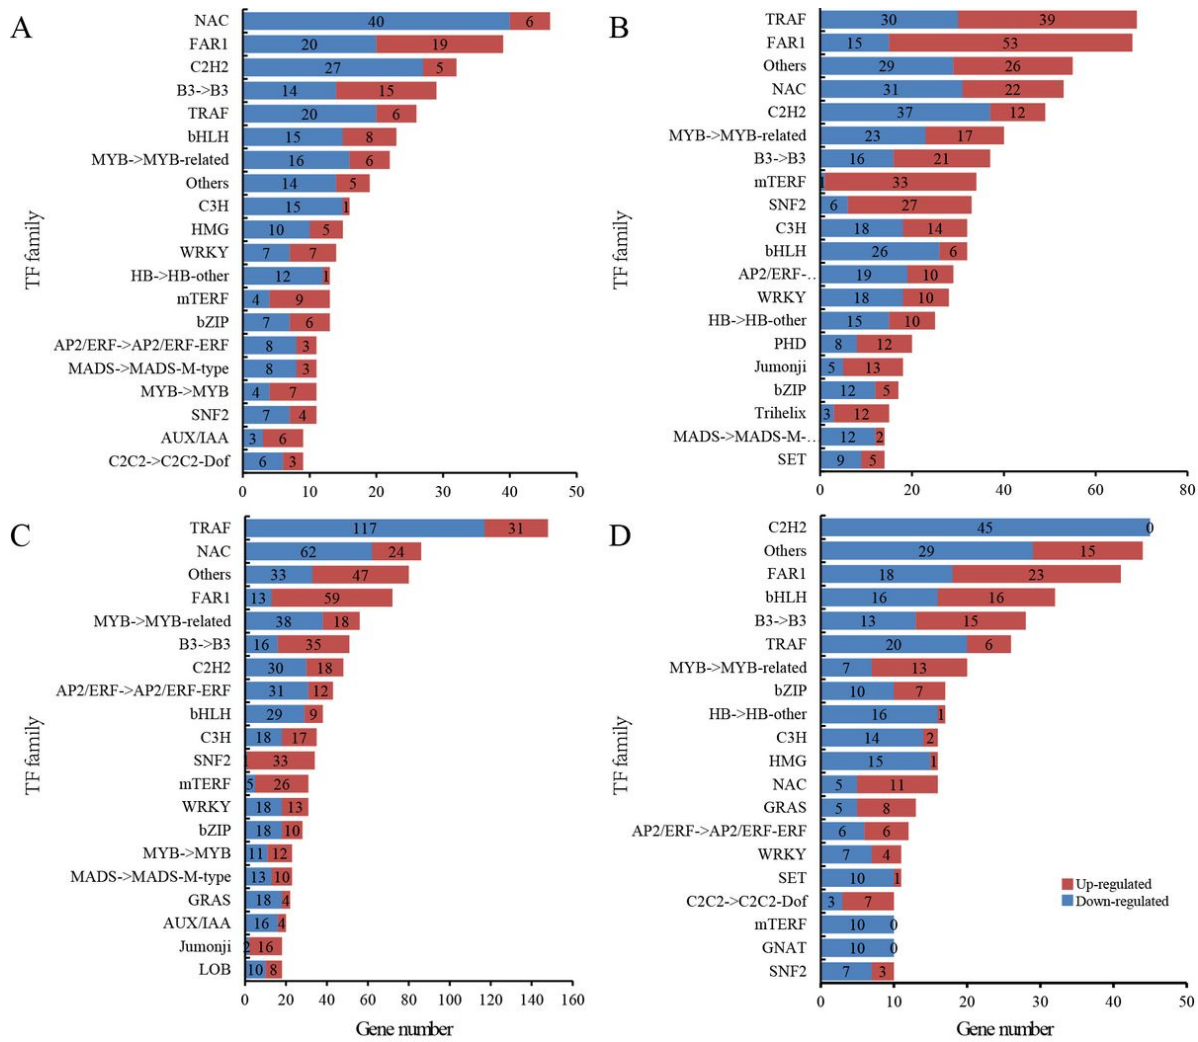 A
TF family
NAC 40 6
FAR1 20 19
C2H2 27 5
B3->B3 14 15
TRAF 20 6
bHLH 15 8
MYB->MYB-related 16 6
Others 14 5
C3H 15 1
HMG 10 5
WRKY 7 7
HB->HB-other 12 1
mTERF 4 9
bZIP 7 6
AP2/ERF->AP2/ERF-ERF 8 3
MADS->MADS-M-type 8 3
MYB->MYB 4 7
SNF2 7 4
AUX/IAA 3 6
C2C2->C2C2-Dof 6 3
0 10 20 30 40 50
B
TF family
TRAF 30 39
FAR1 15 53
Others 29 26
NAC 31 22
C2H2 37 12
MYB->MYB-related 23 17
B3->B3 16 21
mTERF 1 33
SNF2 6 27
C3H 18 14
bHLH 26 6
AP2/ERF-… 19 10
WRKY 18 10
HB->HB-other 15 10
PHD 8 12
Jumonji 5 13
bZIP 12 5
Trihelix 3 12
MADS->MADS-M-… 12 2
SET 9 5
0 20 40 60 80
C
TF family
TRAF 117 31
NAC 62 24
Others 33 47
FAR1 13 59
MYB->MYB-related 38 18
B3->B3 16 35
C2H2 30 18
AP2/ERF->AP2/ERF-ERF 31 12
bHLH 29 9
C3H 18 17
SNF2 1 33
mTERF 5 26
WRKY 18 13
bZIP 18 10
MYB->MYB 11 12
MADS->MADS-M-type 13 10
GRAS 18 4
AUX/IAA 16 4
Jumonji 2 16
LOB 10 8
0 20 40 60 80 100 120 140 160
Gene number
D
TF family
C2H2 45 0
Others 29 15
FAR1 18 23
bHLH 16 16
B3->B3 13 15
TRAF 20 6
MYB->MYB-related 7 13
bZIP 10 7
HB->HB-other 16 1
C3H 14 2
HMG 15 1
NAC 5 11
GRAS 5 8
AP2/ERF->AP2/ERF-ERF 6 6
WRKY 7 4
SET 10 1
C2C2->C2C2-Dof 3 7
mTERF 10 0
GNAT 10 0
SNF2 7 3
Up-regulated
Down-regulated
0 10 20 30 40 50
Gene number